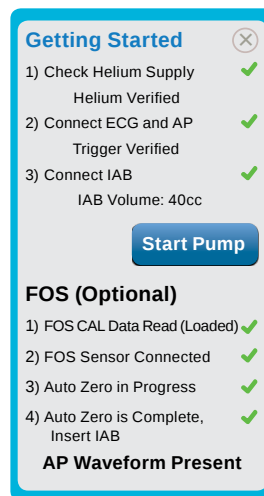 Getting Started
1) Check Helium Supply
Helium Verified
2) Connect ECG and AP
Trigger Verified
3) Connect IAB
IAB Volume: 40cc
Start Pump
FOS (Optional)
1) FOS CAL Data Read (Loaded)
2) FOS Sensor Connected
3) Auto Zero in Progress
4) Auto Zero is Complete,
Insert IAB
AP Waveform Present